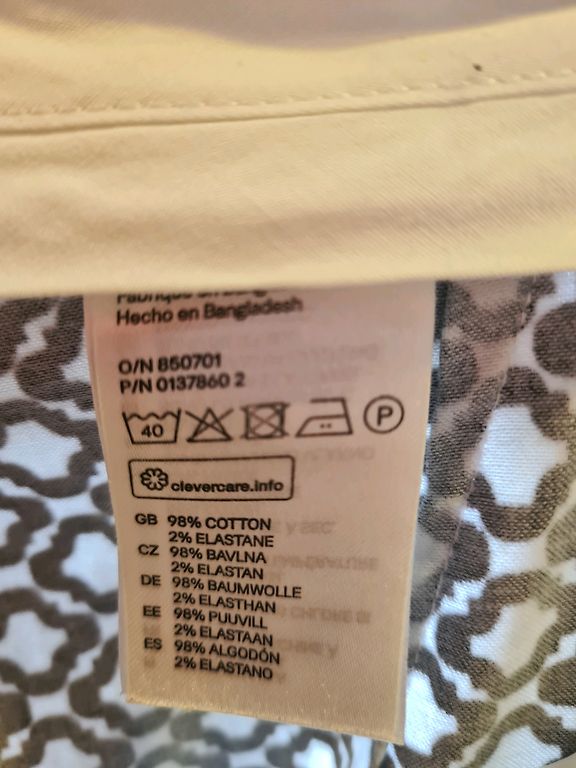 Hecho en Bangladesh
O/N 850701
P/N 0137860 2
40 P
clevercare.info
GB 98% COTTON
2% ELASTANE
CZ 98% BAVLNA
2% ELASTAN
DE 98% BAUMWOLLE
2% ELASTHAN
EE 98% PUUVILL
2% ELASTAAN
ES 98% ALGODÓN
2% ELASTANO